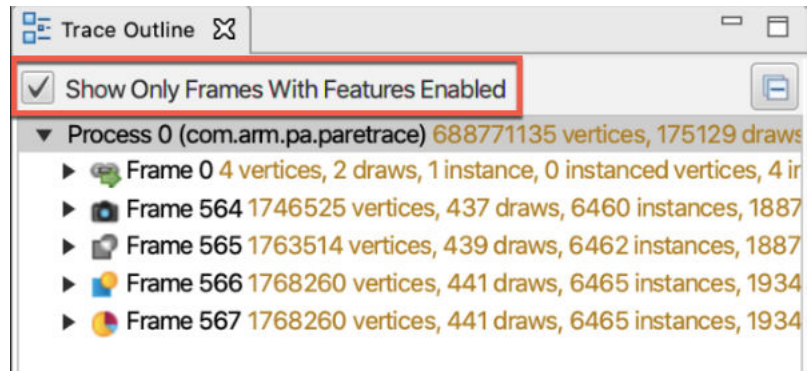 Trace Outline
Show Only Frames With Features Enabled
Process 0 (com.arm.pa.paretrace) 688771135 vertices, 175129 draws
Frame 0 4 vertices, 2 draws, 1 instance, 0 instanced vertices, 4 in
Frame 564 1746525 vertices, 437 draws, 6460 instances, 1887
Frame 565 1763514 vertices, 439 draws, 6462 instances, 1887
Frame 566 1768260 vertices, 441 draws, 6465 instances, 1934
Frame 567 1768260 vertices, 441 draws, 6465 instances, 1934